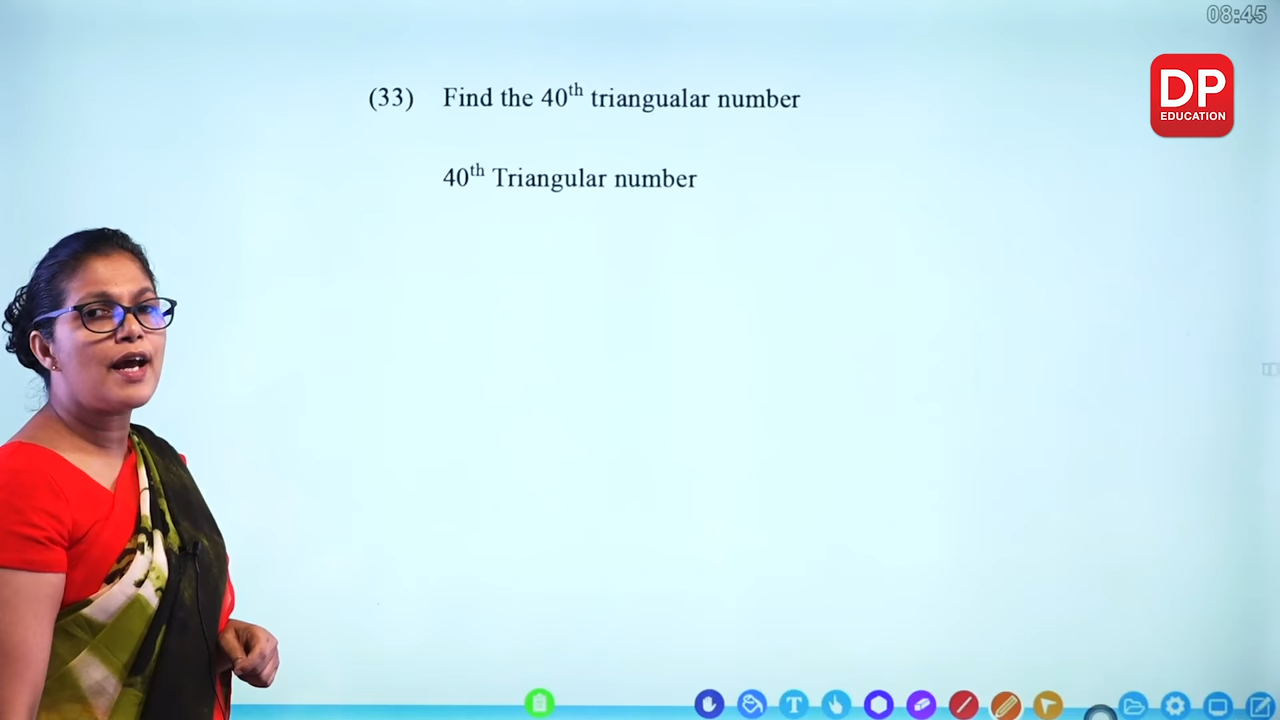 08:45
DP
EDUCATION
(33) Find the 40th triangualar number
40th Triangular number
T